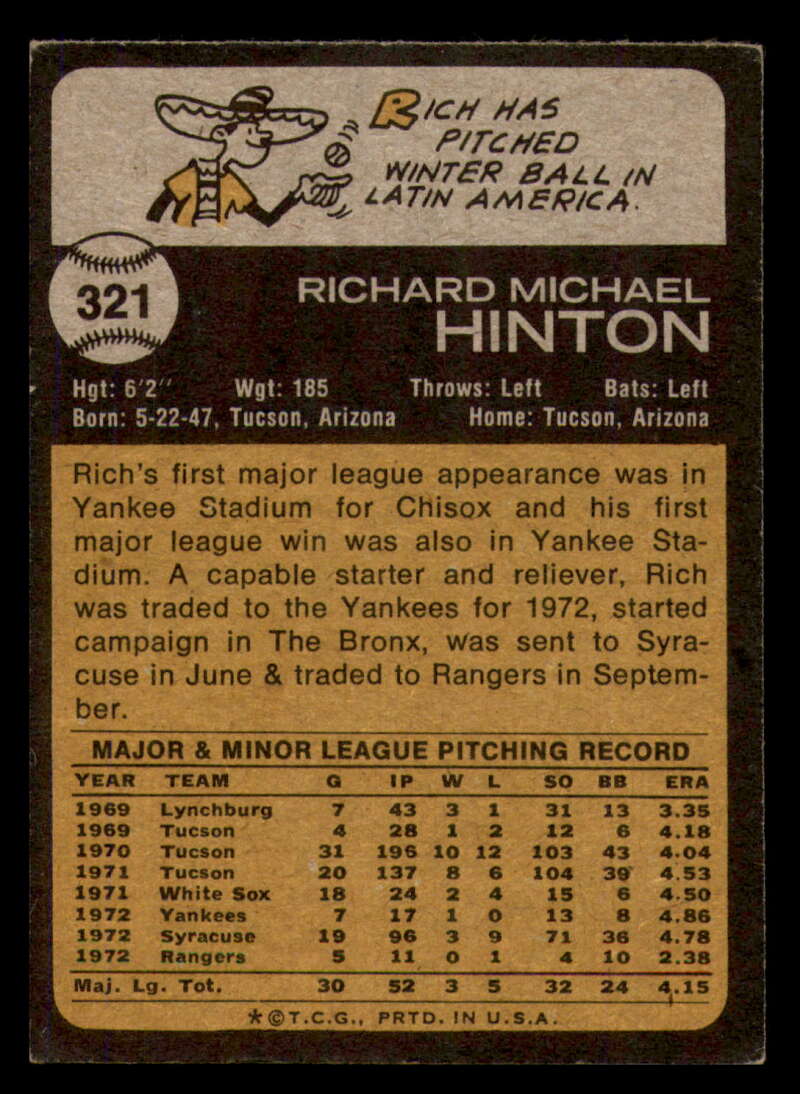 RICH HAS
PITCHED
WINTER BALL IN
LATIN AMERICA.
321
RICHARD MICHAEL
HINTON
Hgt: 6'2" Wgt: 185 Throws: Left Bats: Left
Born: 5-22-47, Tucson, Arizona Home: Tucson, Arizona
Rich's first major league appearance was in
Yankee Stadium for Chisox and his first
major league win was also in Yankee Sta-
dium. A capable starter and reliever, Rich
was traded to the Yankees for 1972, started
campaign in The Bronx, was sent to Syra-
cuse in June & traded to Rangers in Septem-
ber.
MAJOR & MINOR LEAGUE PITCHING RECORD
YEAR TEAM G IP W L SO BB ERA
1969 Lynchburg 7 43 3 1 31 13 3.35
1969 Tucson 4 28 1 2 12 6 4.18
1970 Tucson 31 196 10 12 103 43 4.04
1971 Tucson 20 137 8 6 104 39 4.53
1971 White Sox 18 24 2 4 15 6 4.50
1972 Yankees 7 17 1 0 13 8 4.86
1972 Syracuse 19 96 3 9 71 36 4.78
1972 Rangers 5 11 0 1 4 10 2.38
Maj. Lg. Tot. 30 52 3 5 32 24 4.15
*©T.C.G., PRTD. IN U.S.A.